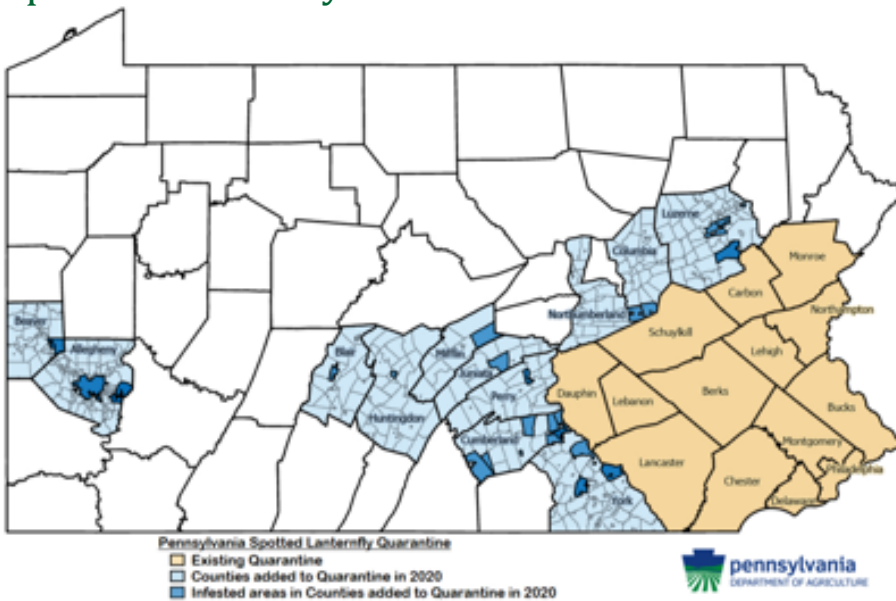 Luzerne
Columbia
Monroe
Carbon
Northampton
Northumberland
Schuylkill
Beaver
Allegheny
Blair
Mifflin
Juniata
Lehigh
Huntingdon
Perry
Dauphin
Lebanon
Berks
Bucks
Cumberland
Montgomery
Lancaster
Philadelphia
Chester
York
Delaware
Pennsylvania Spotted Lanternfly Quarantine
Existing Quarantine
Counties added to Quarantine in 2020
Infested areas in Counties added to Quarantine in 2020
pennsylvania
DEPARTMENT OF AGRICULTURE